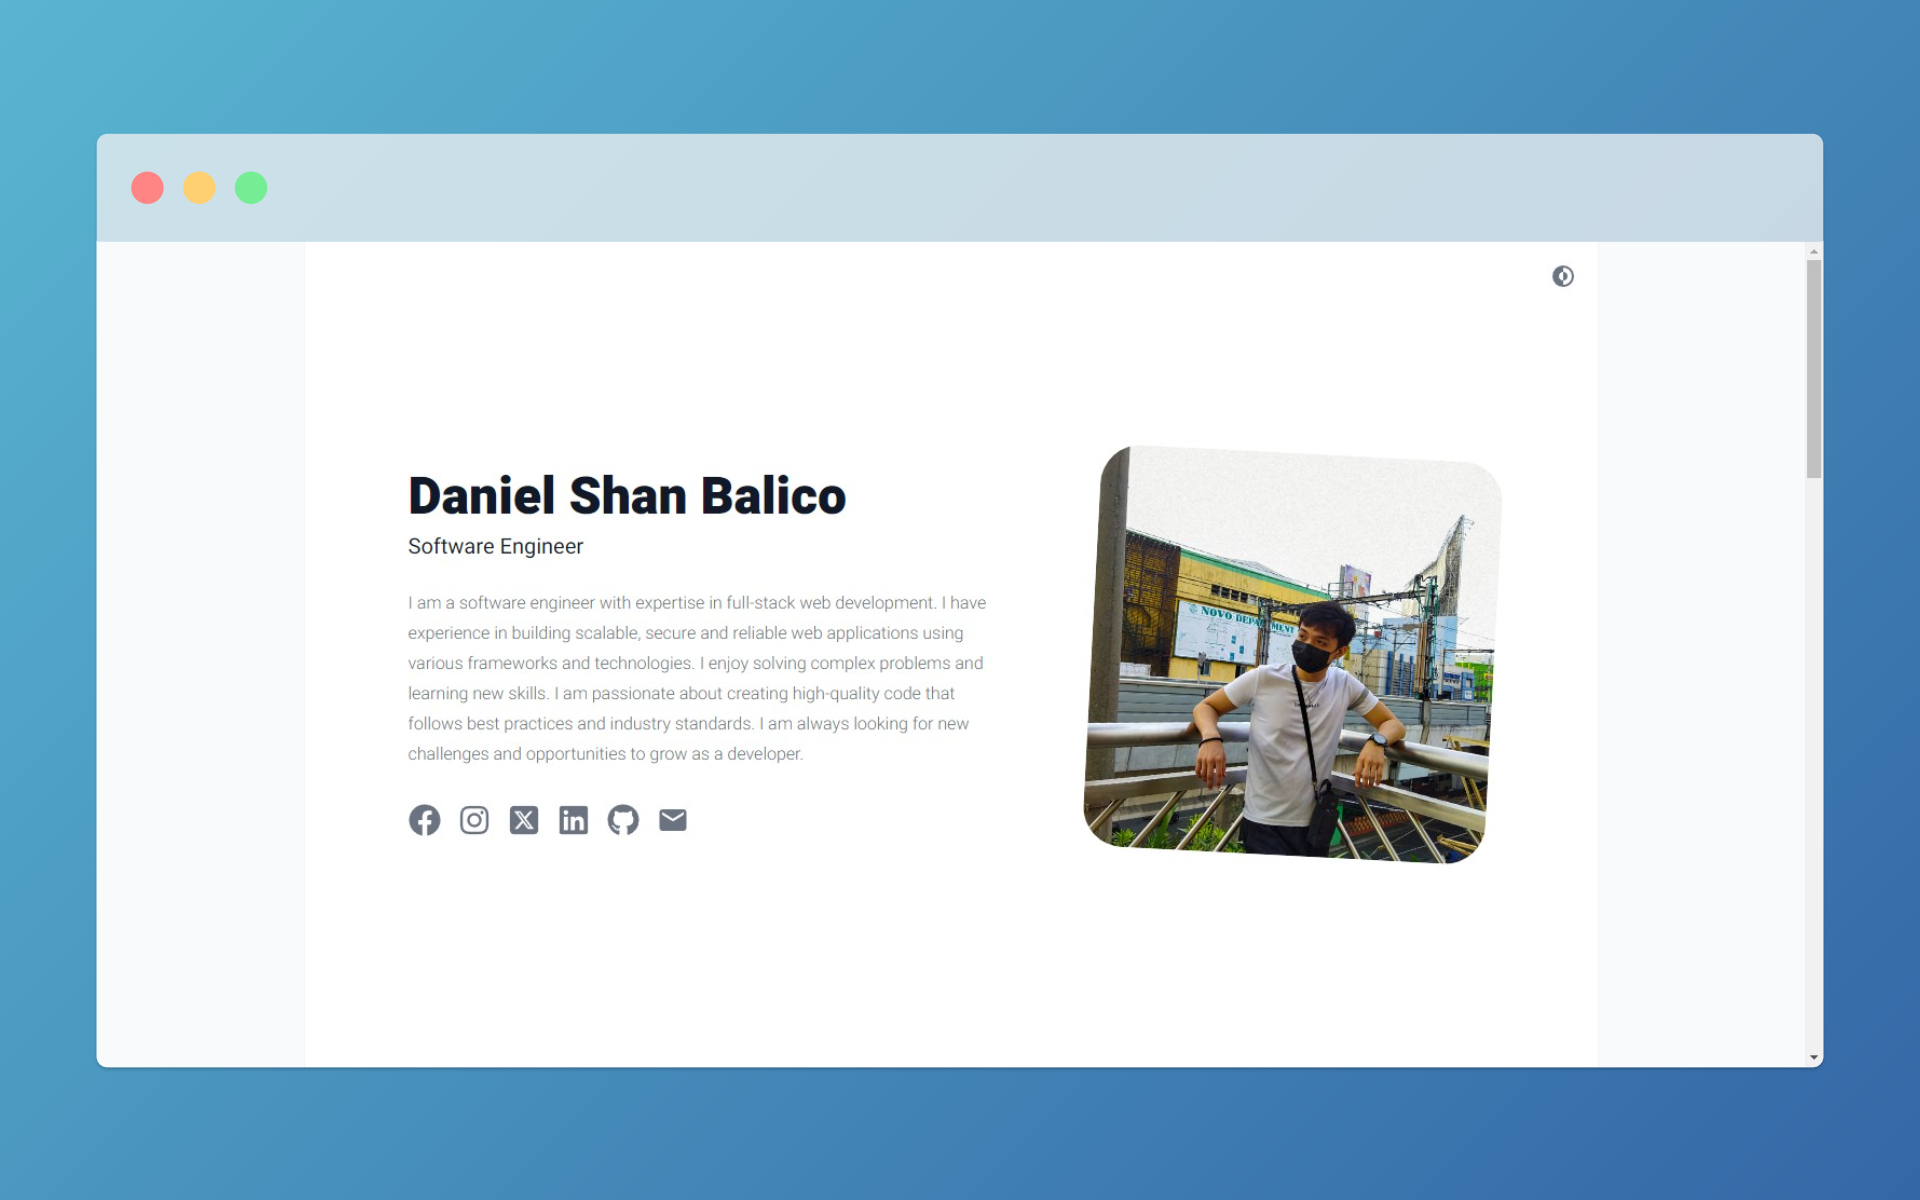 Daniel Shan Balico
Software Engineer
I am a software engineer with expertise in full-stack web development. I have
experience in building scalable, secure and reliable web applications using
various frameworks and technologies. I enjoy solving complex problems and
learning new skills. I am passionate about creating high-quality code that
follows best practices and industry standards. I am always looking for new
challenges and opportunities to grow as a developer.
NOVO